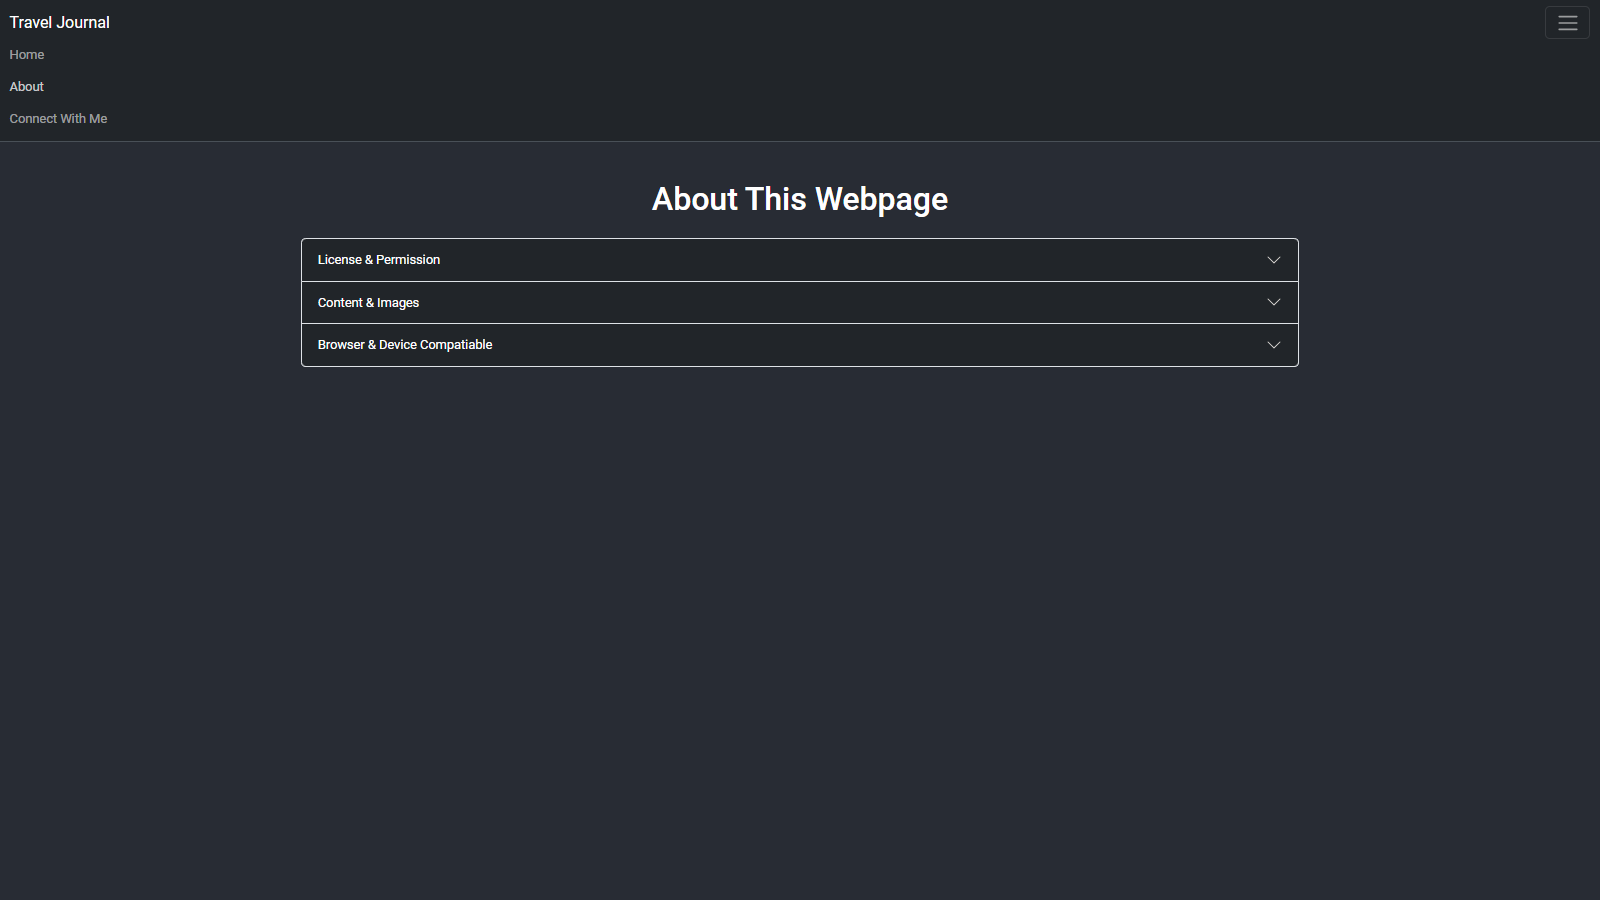 Travel Journal
Home
About
Connect With Me
About This Webpage
License & Permission
Content & Images
Browser & Device Compatiable